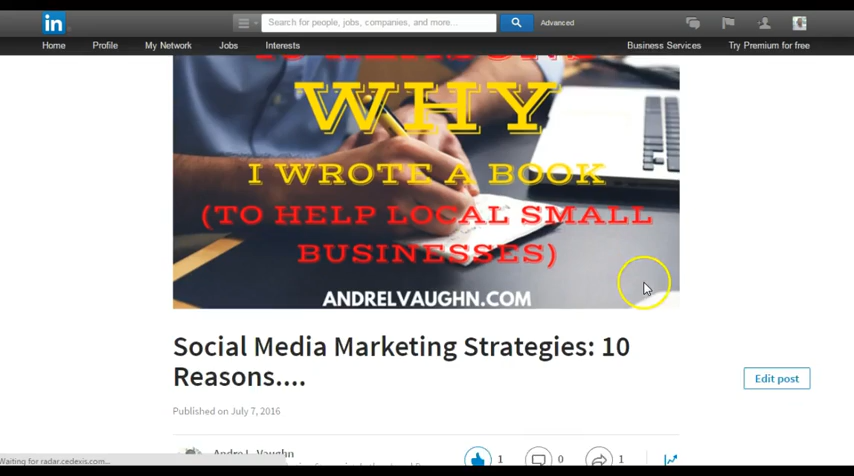 in
Search for people, jobs, companies, and more...
Advanced
Home Profile My Network Jobs Interests Business Services Try Premium for free
WHY
I WROTE A BOOK
(TO HELP LOCAL SMALL
BUSINESSES)
ANDRELVAUGHN.COM
Social Media Marketing Strategies: 10
Reasons....
Edit post
Published on July 7, 2016
Andre L. Vaughn
1 0 1
Waiting for radar.cedexis.com...